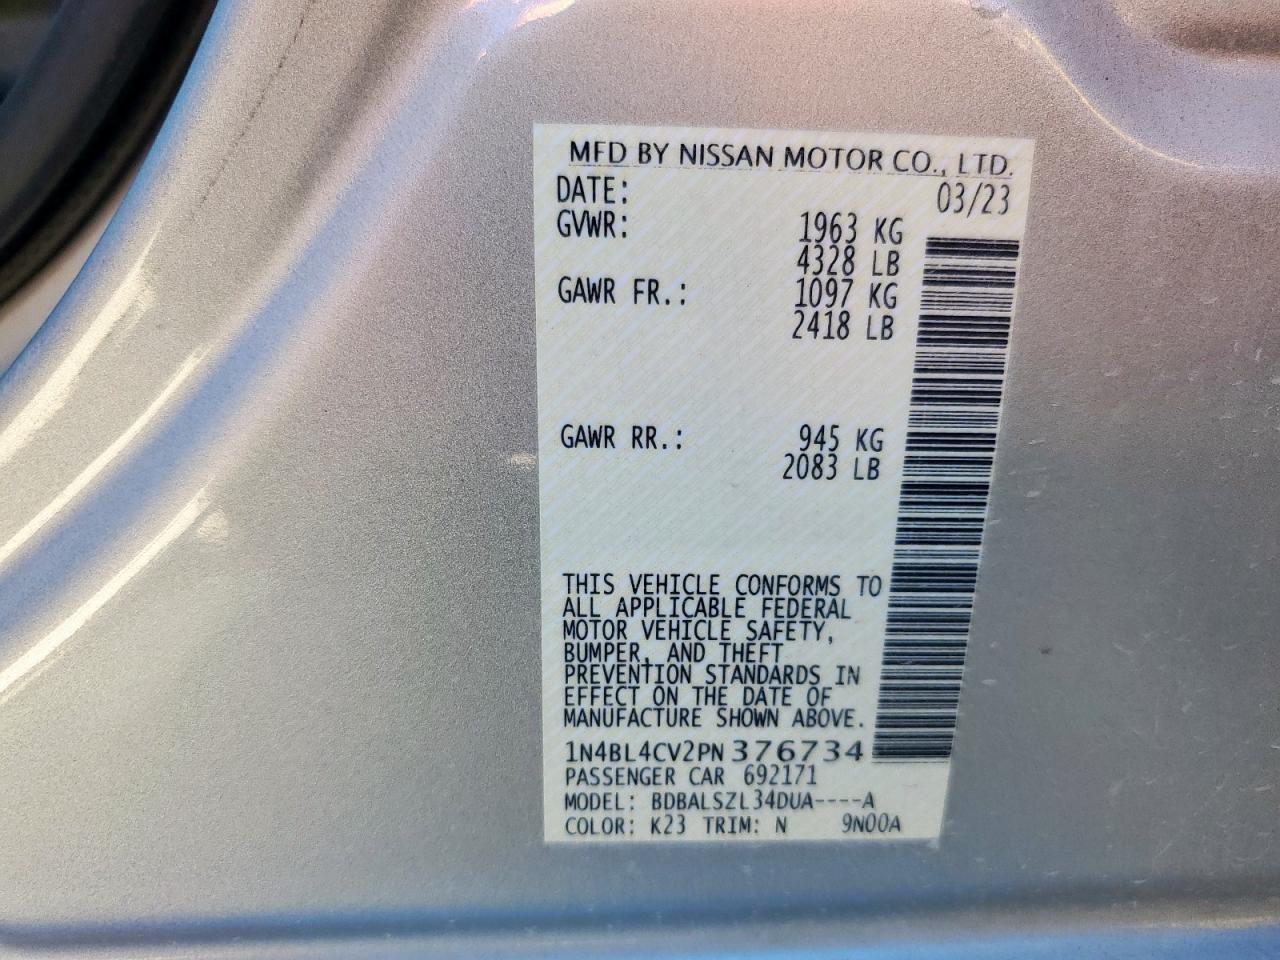 MFD BY NISSAN MOTOR CO., LTD.
DATE: 03/23
GVWR: 1963 KG
4328 LB
GAWR FR.: 1097 KG
2418 LB
GAWR RR.: 945 KG
2083 LB
THIS VEHICLE CONFORMS TO
ALL APPLICABLE FEDERAL
MOTOR VEHICLE SAFETY,
BUMPER, AND THEFT
PREVENTION STANDARDS IN
EFFECT ON THE DATE OF
MANUFACTURE SHOWN ABOVE.
1N4BL4CV2PN376734
PASSENGER CAR 692171
MODEL: BDBALSZL34DUA----A
COLOR: K23 TRIM: N 9N00A